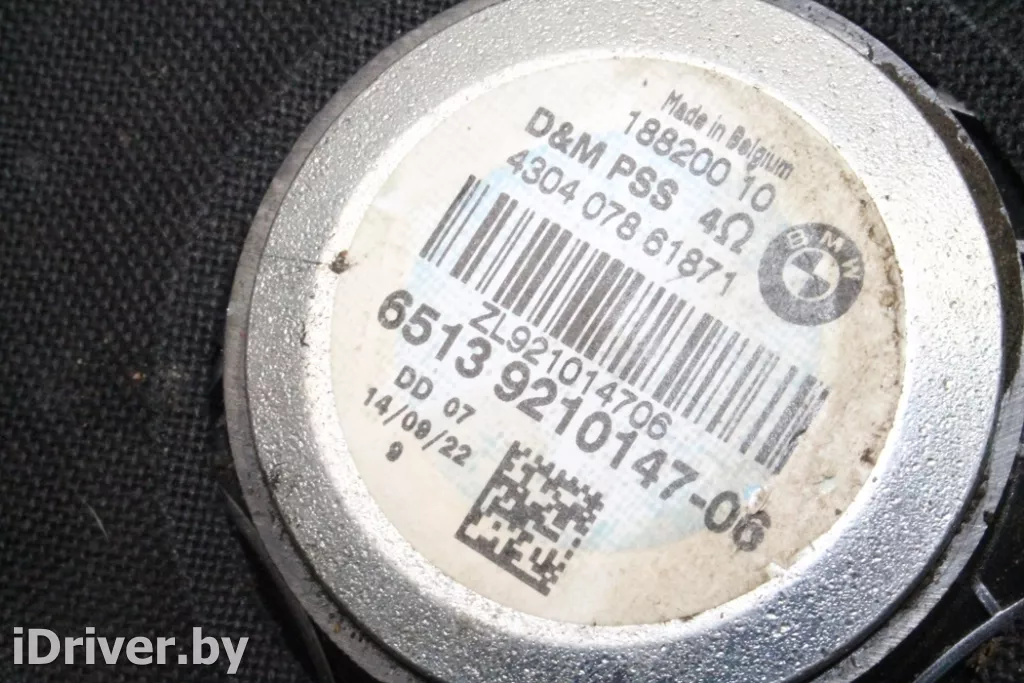 Made in Belgium
188200 10
D&M PSS 4Ω
4304 078 61871
BMW
ZL921014706
6513 9210147-06
DD 07
14/09/22
9
iDriver.by